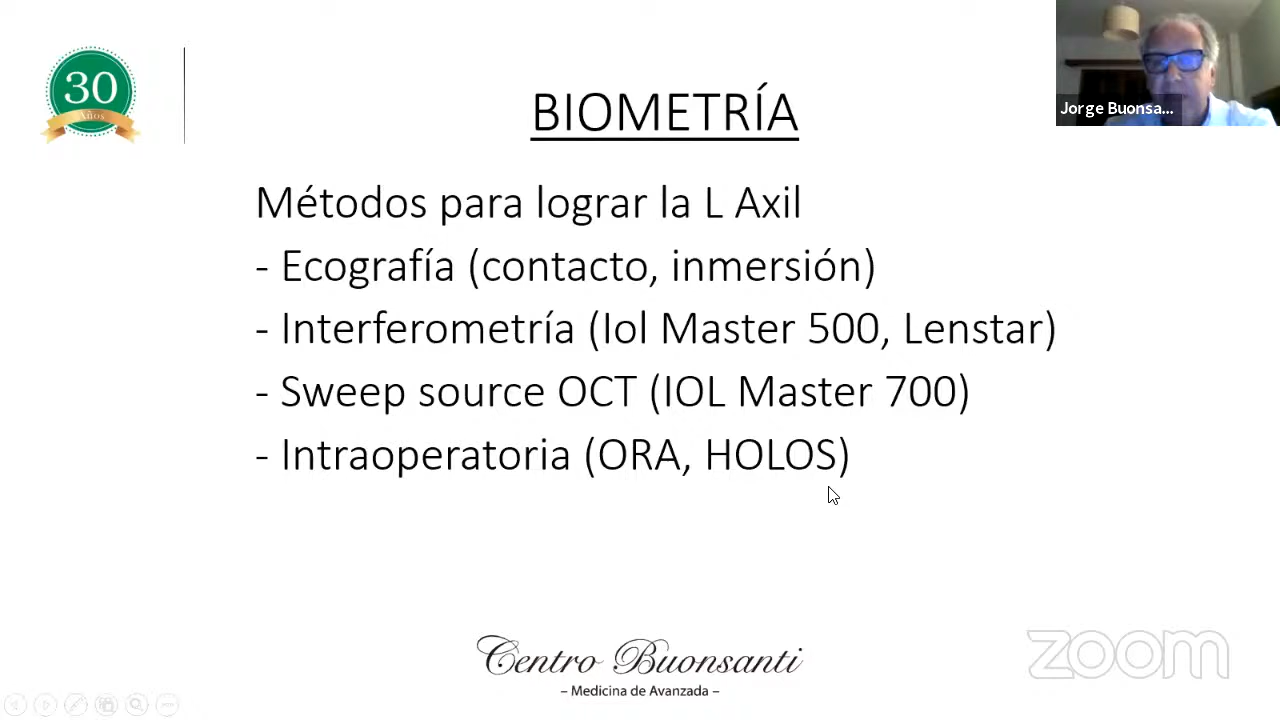 30
Años
BIOMETRÍA
Jorge Buonsa...
Métodos para lograr la L Axil
- Ecografía (contacto, inmersión)
- Interferometría (Iol Master 500, Lenstar)
- Sweep source OCT (IOL Master 700)
- Intraoperatoria (ORA, HOLOS)
Centro Buonsanti
– Medicina de Avanzada –
zoom